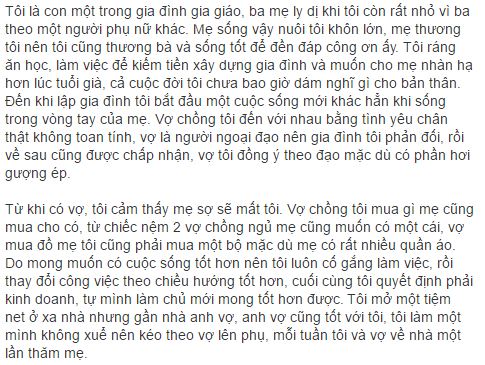 Tôi là con một trong gia đình gia giáo, ba mẹ ly dị khi tôi còn rất nhỏ vì ba
theo một người phụ nữ khác. Mẹ sống vậy nuôi tôi khôn lớn, mẹ thương
tôi nên tôi cũng thương bà và sống tốt để đền đáp công ơn ấy. Tôi ráng
ăn học, làm việc để kiếm tiền xây dựng gia đình và muốn cho mẹ nhàn hạ
hơn lúc tuổi già, cả cuộc đời tôi chưa bao giờ dám nghĩ gì cho bản thân.
Đến khi lập gia đình tôi bắt đầu một cuộc sống mới khác hẳn khi sống
trong vòng tay của mẹ. Vợ chồng tôi đến với nhau bằng tình yêu chân
thật không toan tính, vợ là người ngoại đạo nên gia đình tôi phản đối, rồi
về sau cũng được chấp nhận, vợ tôi đồng ý theo đạo mặc dù có phần hơi
gượng ép.
Từ khi có vợ, tôi cảm thấy mẹ sợ sẽ mất tôi. Vợ chồng tôi mua gì mẹ cũng
mua cho có, từ chiếc nệm 2 vợ chồng ngủ mẹ cũng muốn có một cái, vợ
mua đồ mẹ tôi cũng phải mua một bộ mặc dù mẹ có rất nhiều quần áo.
Do mong muốn có cuộc sống tốt hơn nên tôi luôn cố gắng làm việc, rồi
thay đổi công việc theo chiều hướng tốt hơn, cuối cùng tôi quyết định phải
kinh doanh, tự mình làm chủ mới mong tốt hơn được. Tôi mở một tiệm
net ở xa nhà nhưng gần nhà anh vợ, anh vợ cũng tốt với tôi, tôi làm một
mình không xuể nên kéo theo vợ lên phụ, mỗi tuần tôi và vợ về nhà một
lần thăm mẹ.